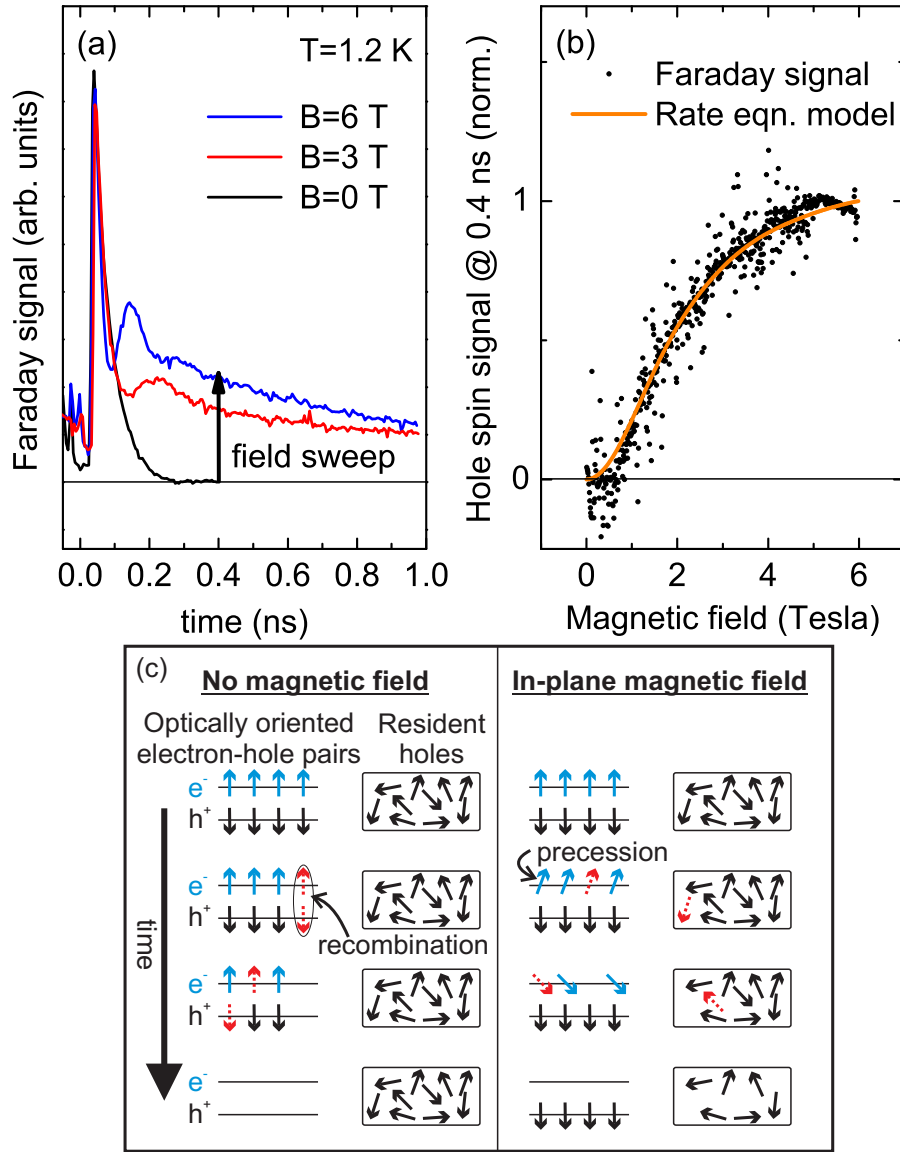 (a)
T=1.2 K
B=6 T
B=3 T
B=0 T
field sweep
Faraday signal (arb. units)
0.0 0.2 0.4 0.6 0.8 1.0
time (ns)
(b)
Faraday signal
Rate eqn. model
Hole spin signal @ 0.4 ns (norm.)
1
0
0 2 4 6
Magnetic field (Tesla)
(c)
No magnetic field
In-plane magnetic field
Optically oriented
electron-hole pairs
Resident
holes
e-
h+
precession
e-
h+
recombination
time
e-
h+
e-
h+